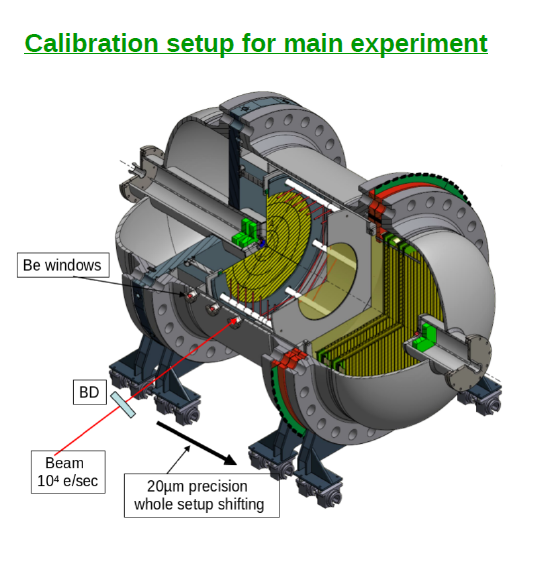 Calibration setup for main experiment
Be windows
BD
Beam
10⁴ e/sec
20µm precision
whole setup shifting